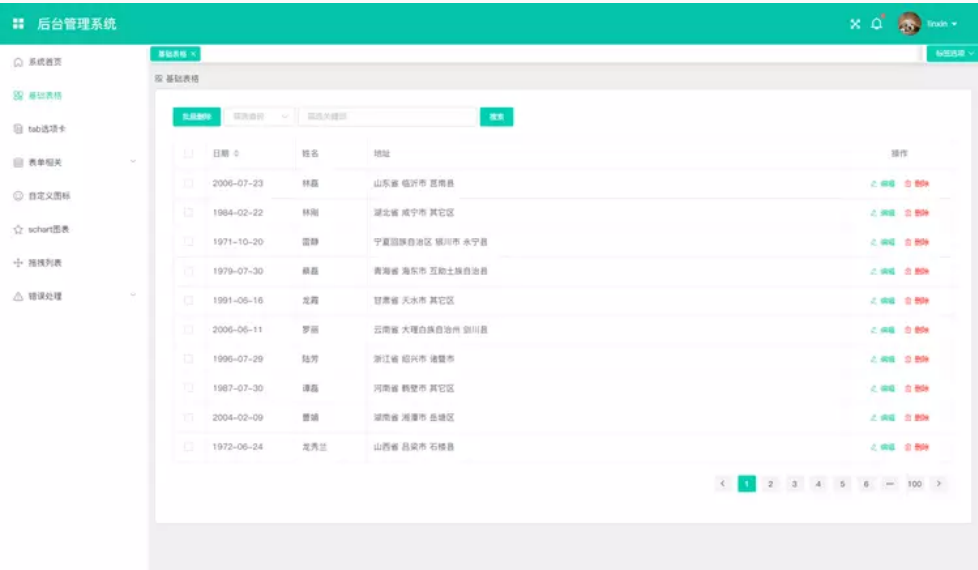 后台管理系统
linxin
系统首页
基础表格
tab选项卡
表单相关
自定义图标
schart图表
拖拽列表
错误处理
基础表格 ×
标签选项
基础表格
批量删除 筛选省份 筛选关键词 搜索
日期 姓名 地址 操作
2006-07-23 林磊 山东省 临沂市 莒南县 编辑 删除
1984-02-22 林刚 湖北省 咸宁市 其它区 编辑 删除
1971-10-20 雷静 宁夏回族自治区 银川市 永宁县 编辑 删除
1979-07-30 蔡磊 青海省 海东市 互助土族自治县 编辑 删除
1991-06-16 龙霞 甘肃省 天水市 其它区 编辑 删除
2006-06-11 罗丽 云南省 大理白族自治州 剑川县 编辑 删除
1996-07-29 陆芳 浙江省 绍兴市 诸暨市 编辑 删除
1987-07-30 谭磊 河南省 鹤壁市 其它区 编辑 删除
2004-02-09 曹娟 湖南省 湘潭市 岳塘区 编辑 删除
1972-06-24 龙秀兰 山西省 吕梁市 石楼县 编辑 删除
1 2 3 4 5 6 ··· 100